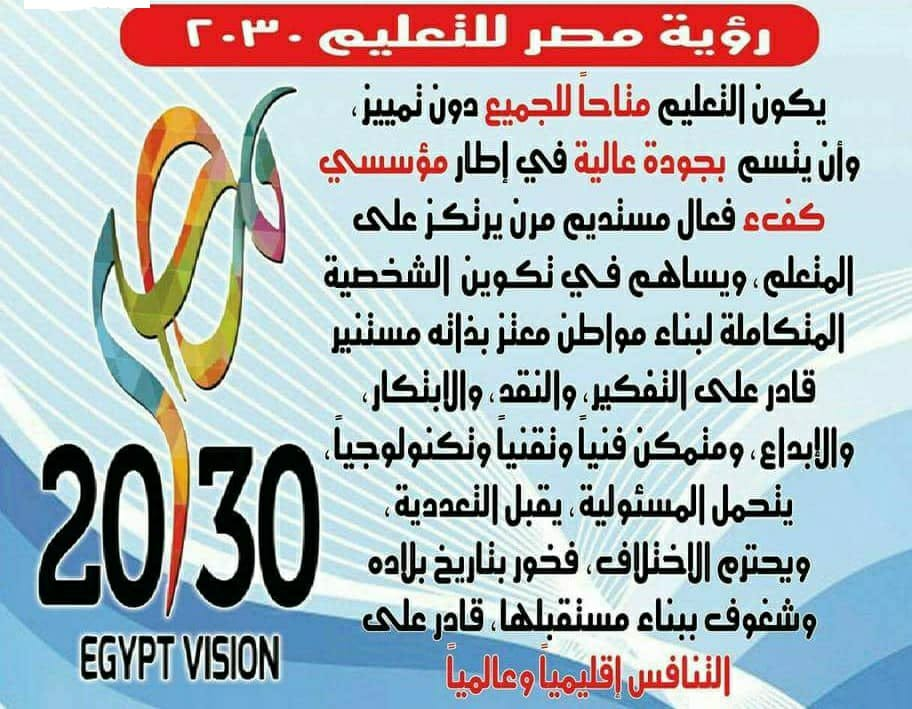 رؤية مصر للتعليم ٢٠٣٠
يكون التعليم متاحاً للجميع دون تمييز،
وأن يتسم بجودة عالية في إطار مؤسسي
كفء فعال مستديم مرن يرتكز على
المتعلم، ويساهم في تكوين الشخصية
المتكاملة لبناء مواطن معتز بذاته مستنير
قادر على التفكير، والنقد، والابتكار،
والإبداع، ومتمكن فنياً وتقنياً وتكنولوجياً،
يتحمل المسئولية، يقبل التعددية،
ويحترم الاختلاف، فخور بتاريخ بلاده
وشغوف ببناء مستقبلها، قادر على
التنافس إقليمياً وعالمياً
مصر
2030
EGYPT VISION